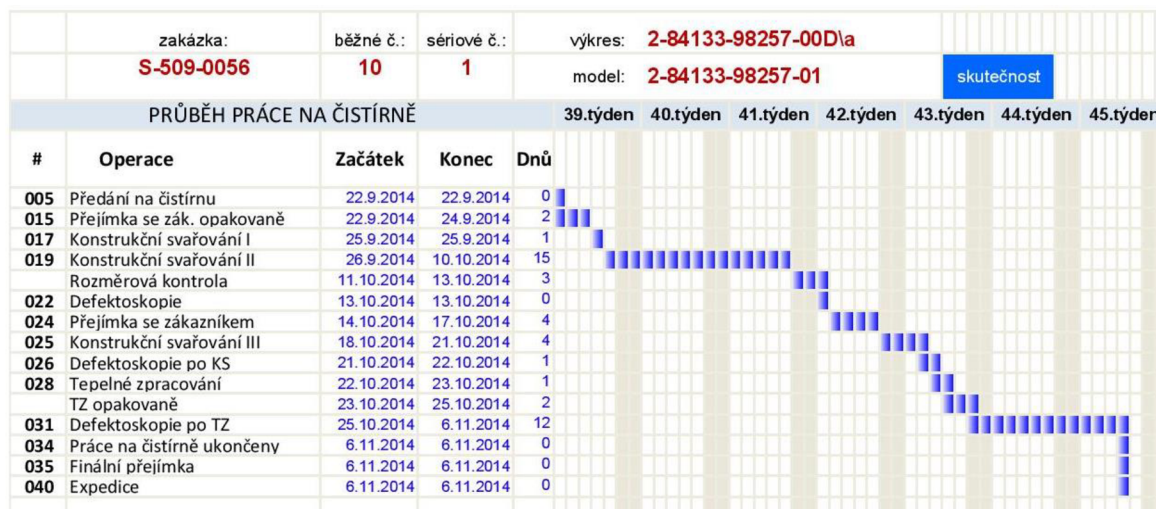 zakázka: běžné č.: sériové č.: výkres: 2-84133-98257-00D\a
S-509-0056 10 1 model: 2-84133-98257-01 skutečnost
PRŮBĚH PRÁCE NA ČISTÍRNĚ 39.týden 40.týden 41.týden 42.týden 43.týden 44.týden 45.týden
# Operace Začátek Konec Dnů
005 Předání na čistírnu 22.9.2014 22.9.2014 0
015 Přejímka se zák. opakovaně 22.9.2014 24.9.2014 2
017 Konstrukční svařování I 25.9.2014 25.9.2014 1
019 Konstrukční svařování II 26.9.2014 10.10.2014 15
Rozměrová kontrola 11.10.2014 13.10.2014 3
022 Defektoskopie 13.10.2014 13.10.2014 0
024 Přejímka se zákazníkem 14.10.2014 17.10.2014 4
025 Konstrukční svařování III 18.10.2014 21.10.2014 4
026 Defektoskopie po KS 21.10.2014 22.10.2014 1
028 Tepelné zpracování 22.10.2014 23.10.2014 1
TZ opakovaně 23.10.2014 25.10.2014 2
031 Defektoskopie po TZ 25.10.2014 6.11.2014 12
034 Práce na čistírně ukončeny 6.11.2014 6.11.2014 0
035 Finální přejímka 6.11.2014 6.11.2014 0
040 Expedice 6.11.2014 6.11.2014 0